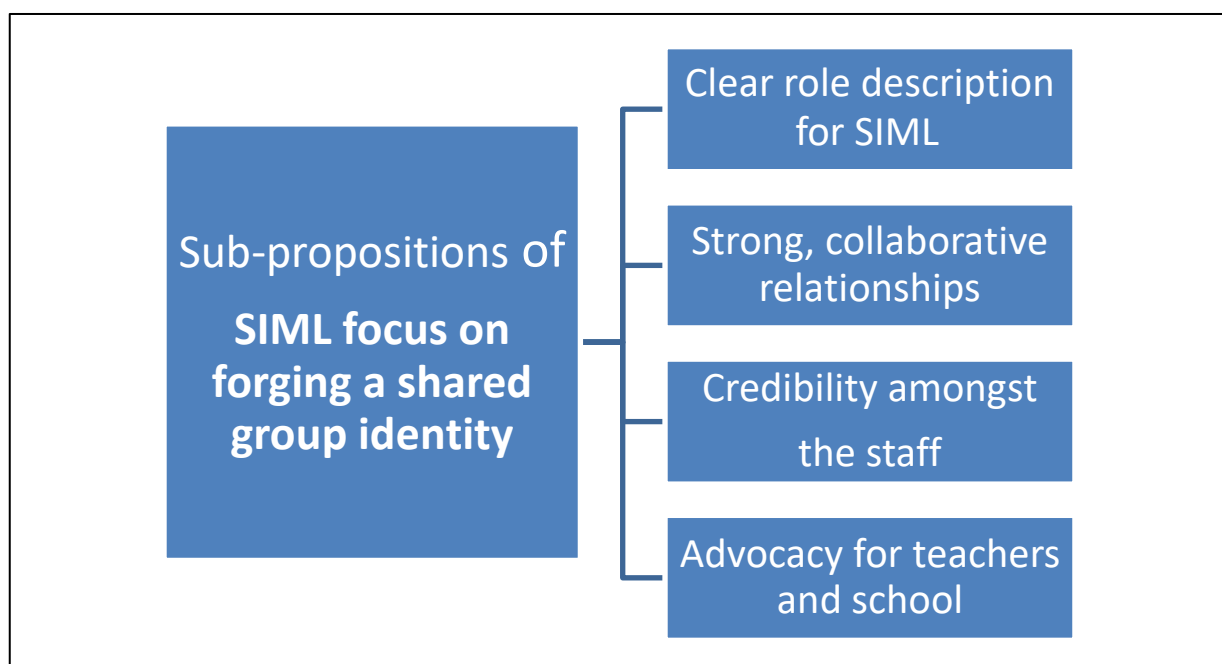 Sub-propositions of
SIML focus on
forging a shared
group identity
Clear role description
for SIML
Strong, collaborative
relationships
Credibility amongst
the staff
Advocacy for teachers
and school